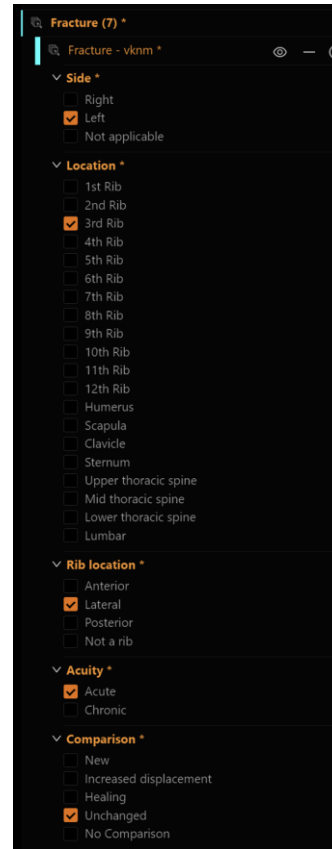 Fracture (7) *
Fracture - vknm
Side *
Right
Left
Not applicable
Location *
1st Rib
2nd Rib
3rd Rib
4th Rib
5th Rib
6th Rib
7th Rib
8th Rib
9th Rib
10th Rib
11th Rib
12th Rib
Humerus
Scapula
Clavicle
Sternum
Upper thoracic spine
Mid thoracic spine
Lower thoracic spine
Lumbar
Rib location *
Anterior
Lateral
Posterior
Not a rib
Acuity *
Acute
Chronic
Comparison *
New
Increased displacement
Healing
Unchanged
No Comparison